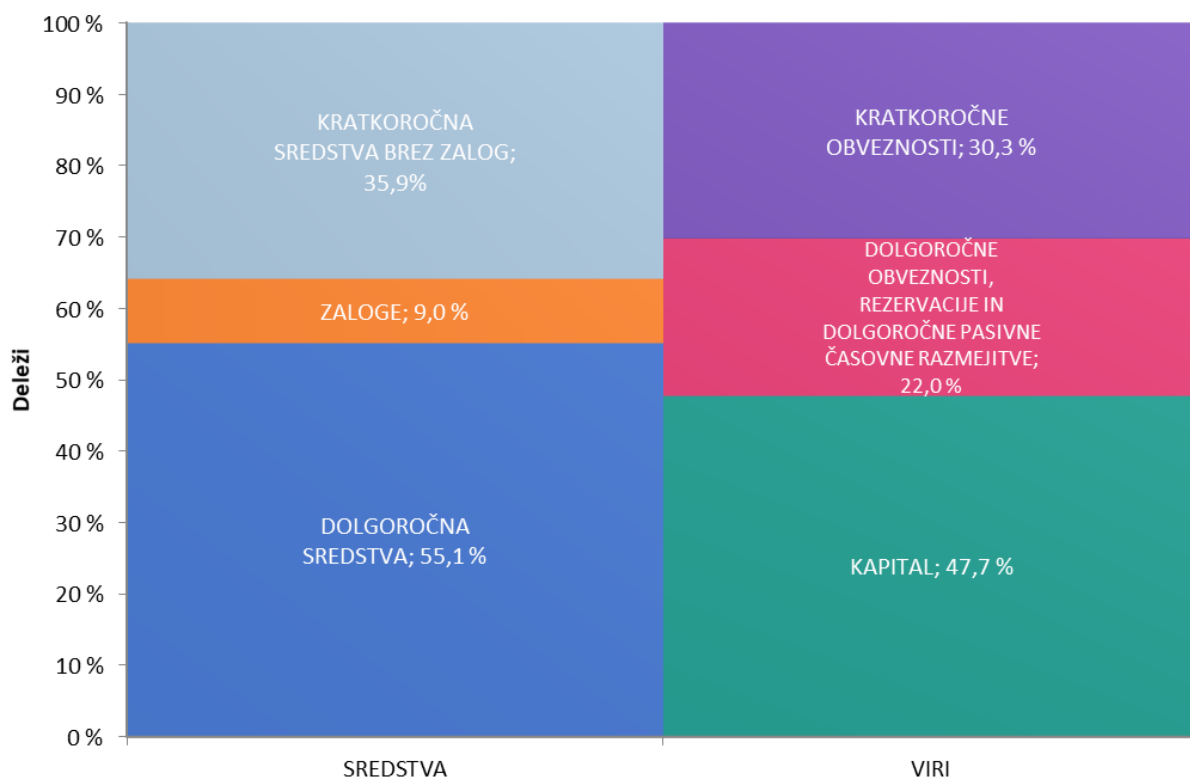 100 %
90 %
80 %
70 %
60 %
50 %
40 %
30 %
20 %
10 %
0 %
Deleži
KRATKOROČNA
SREDSTVA BREZ ZALOG;
35,9%
ZALOGE; 9,0 %
DOLGOROČNA
SREDSTVA; 55,1 %
KRATKOROČNE
OBVEZNOSTI; 30,3 %
DOLGOROČNE
OBVEZNOSTI,
REZERVACIJE IN
DOLGOROČNE PASIVNE
ČASOVNE RAZMEJITVE;
22,0 %
KAPITAL; 47,7 %
SREDSTVA
VIRI